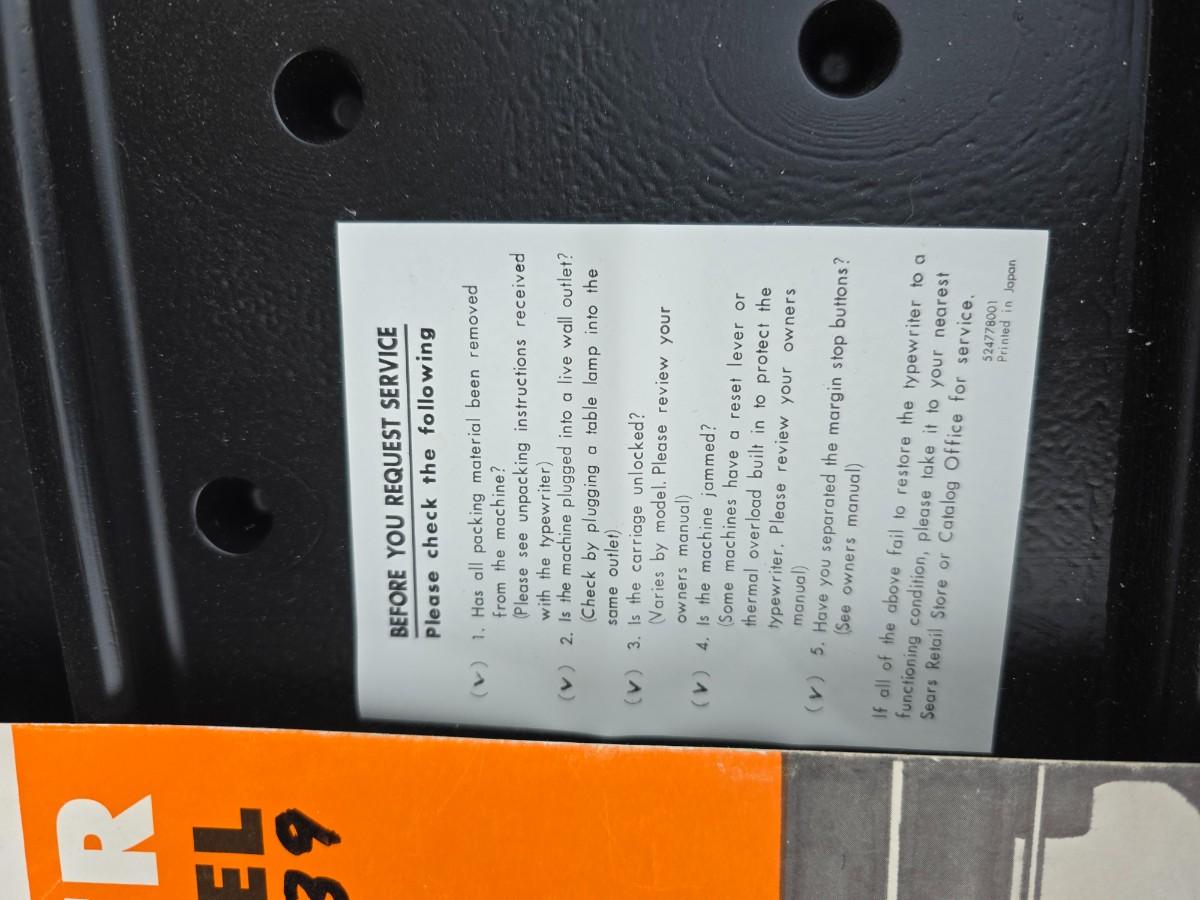 BEFORE YOU REQUEST SERVICE
Please check the following
(v) 1. Has all packing material been removed
from the machine?
(Please see unpacking instructions received
with the typewriter)
(v) 2. Is the machine plugged into a live wall outlet?
(Check by plugging a table lamp into the
same outlet)
(v) 3. Is the carriage unlocked?
(Varies by model. Please review your
owners manual)
(v) 4. Is the machine jammed?
(Some machines have a reset lever or
thermal overload built in to protect the
typewriter. Please review your owners
manual)
(v) 5. Have you separated the margin stop buttons?
(See owners manual)
If all of the above fail to restore the typewriter to a
functioning condition, please take it to your nearest
Sears Retail Store or Catalog Office for service.
524778001
Printed in Japan
R
EL
39